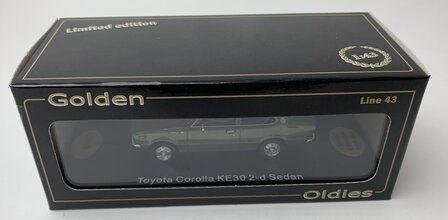 Limited edition
1:43
Golden
Line 43
Toyota Corolla KE30 2-d Sedan
Oldies